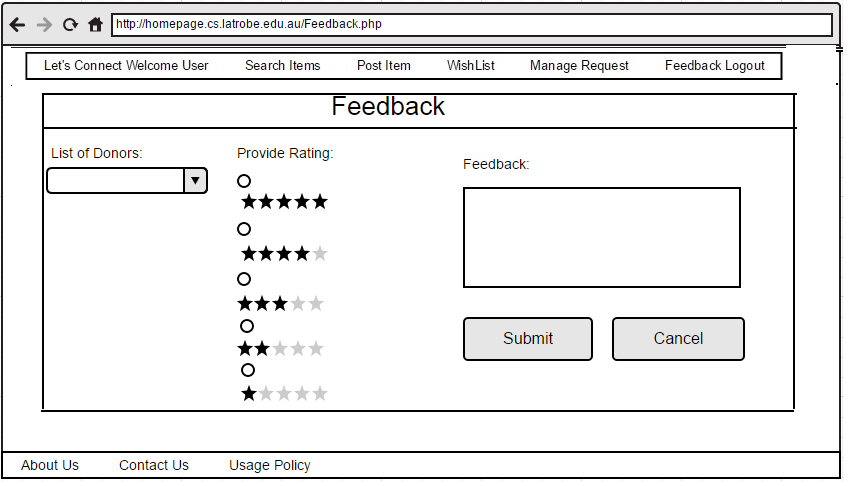 http://homepage.cs.latrobe.edu.au/Feedback.php
Let's Connect Welcome User Search Items Post Item WishList Manage Request Feedback Logout
Feedback
List of Donors:
Provide Rating:
Feedback:
Submit Cancel
About Us Contact Us Usage Policy